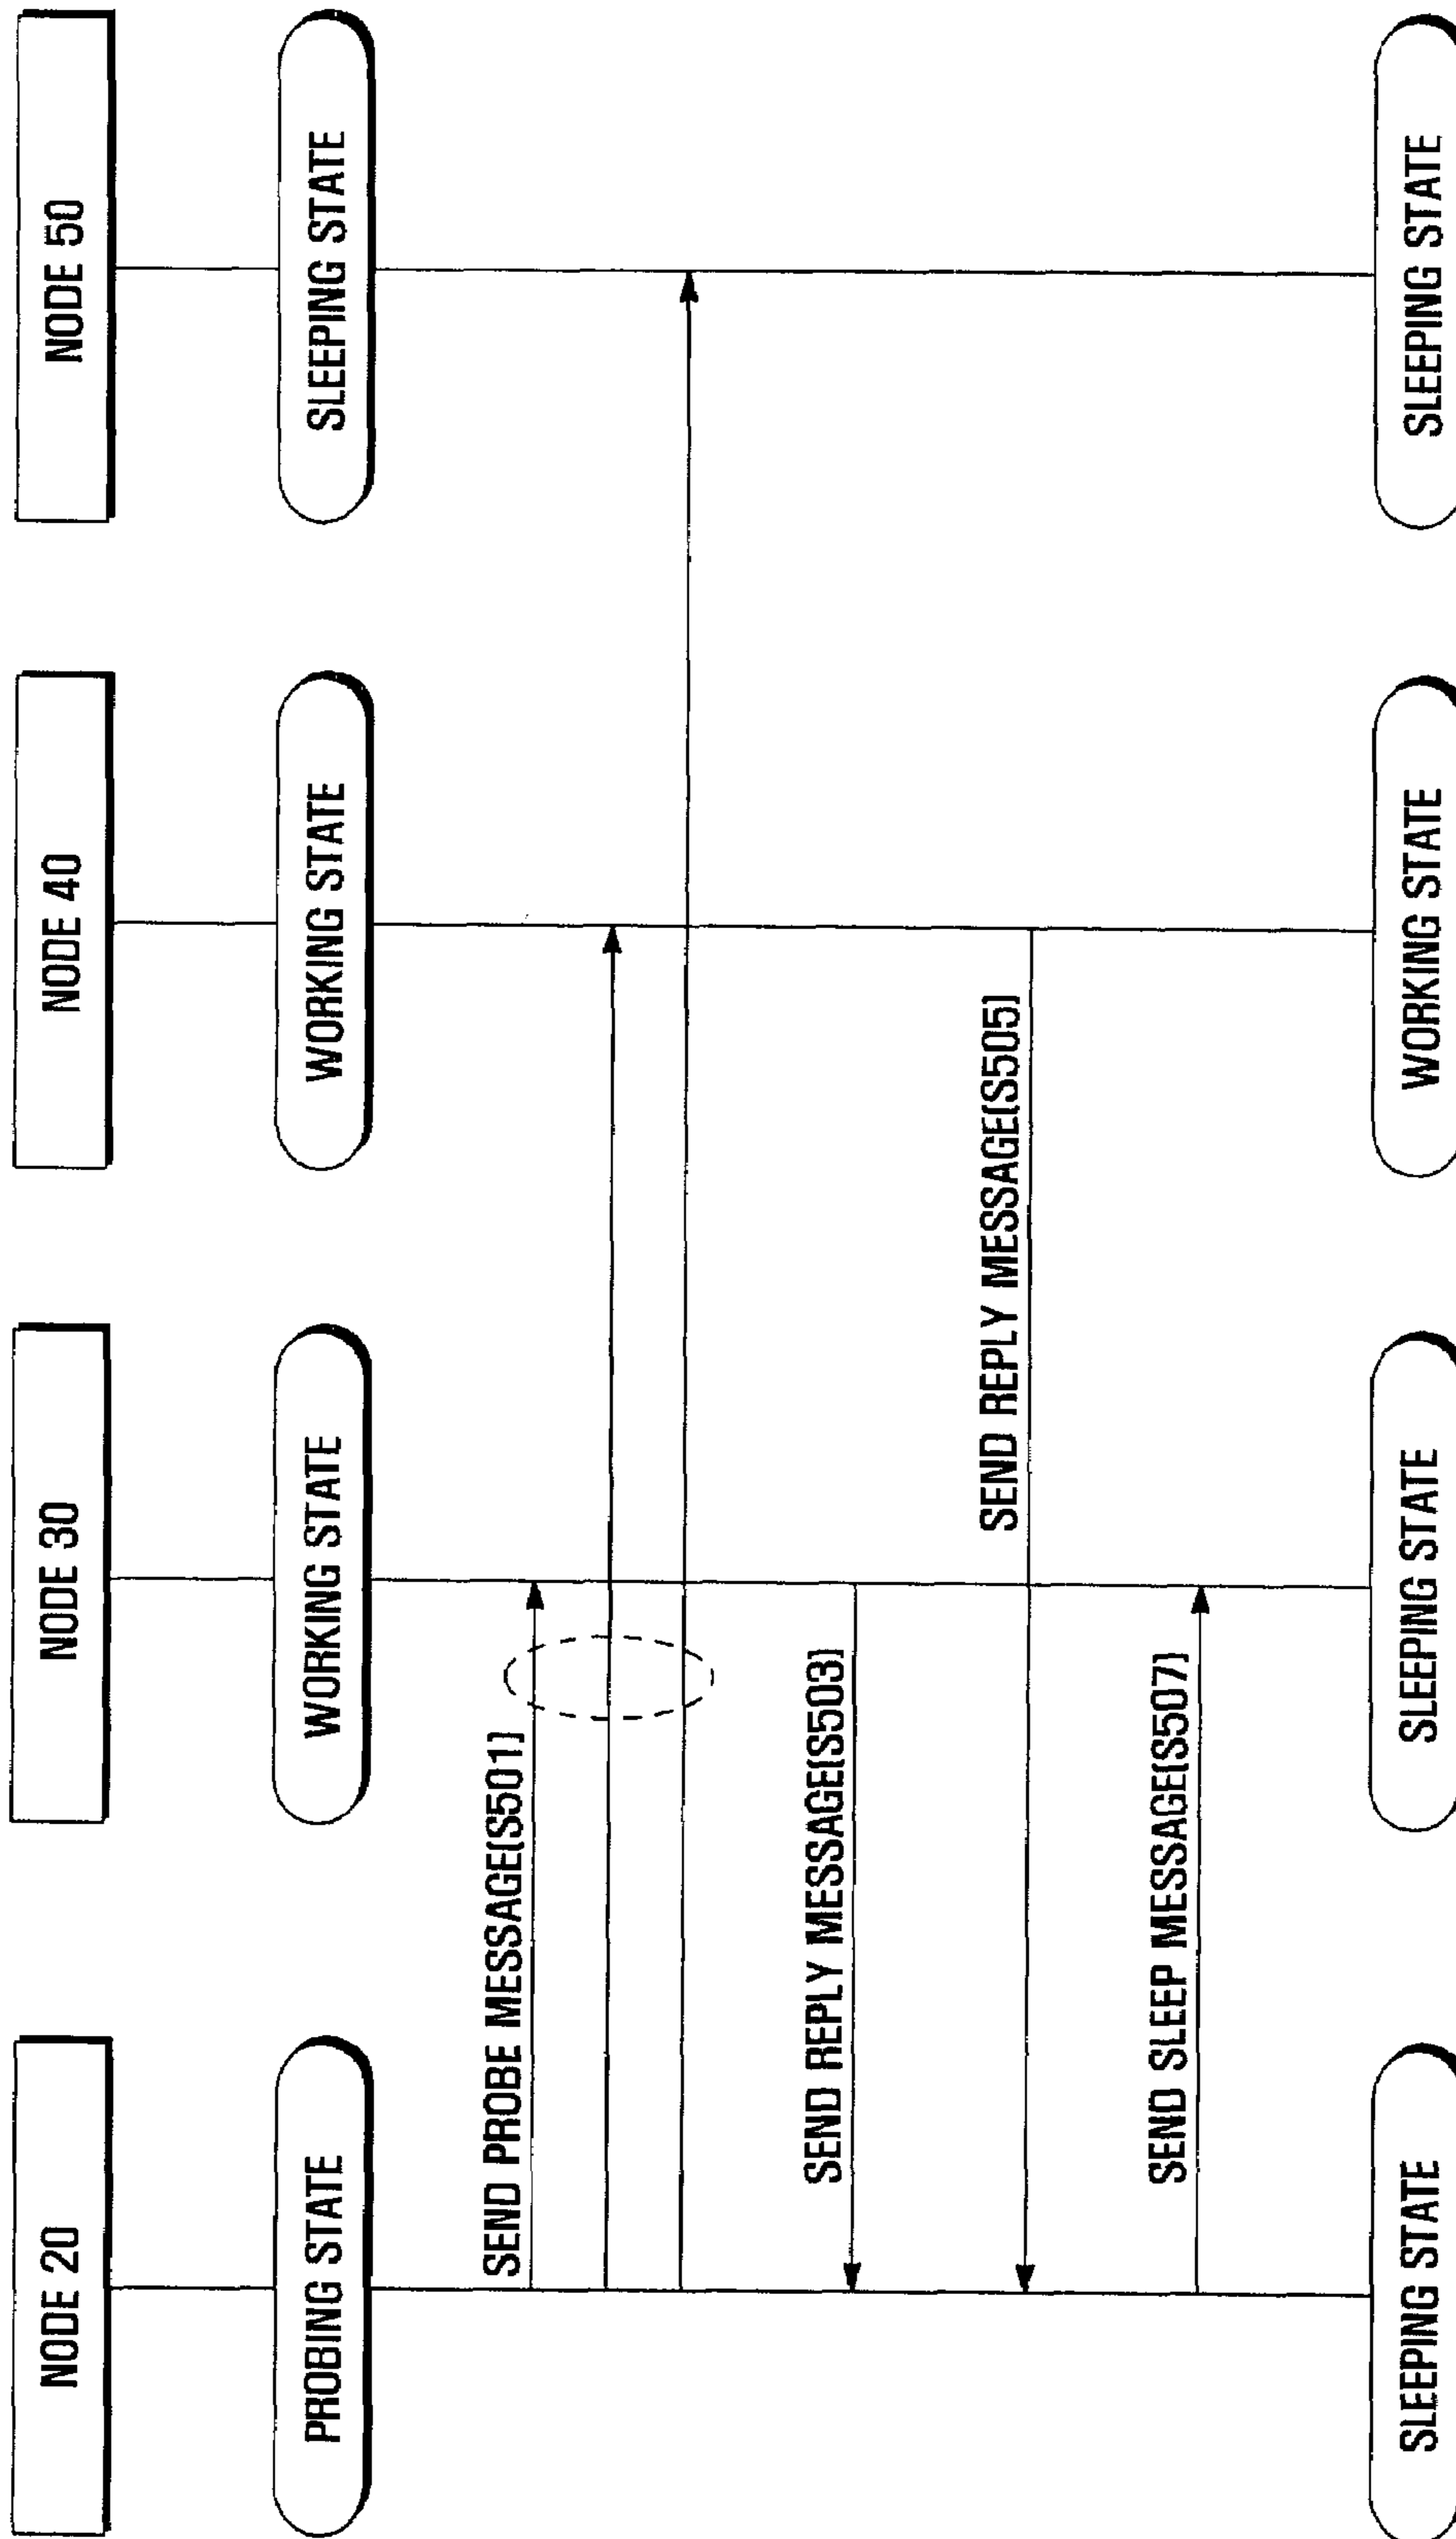 NODE 20
NODE 30
NODE 40
NODE 50
PROBING STATE
WORKING STATE
WORKING STATE
SLEEPING STATE
SEND PROBE MESSAGE(S501)
SEND REPLY MESSAGE(S503)
SEND REPLY MESSAGE(S505)
SEND SLEEP MESSAGE(S507)
SLEEPING STATE
SLEEPING STATE
WORKING STATE
SLEEPING STATE